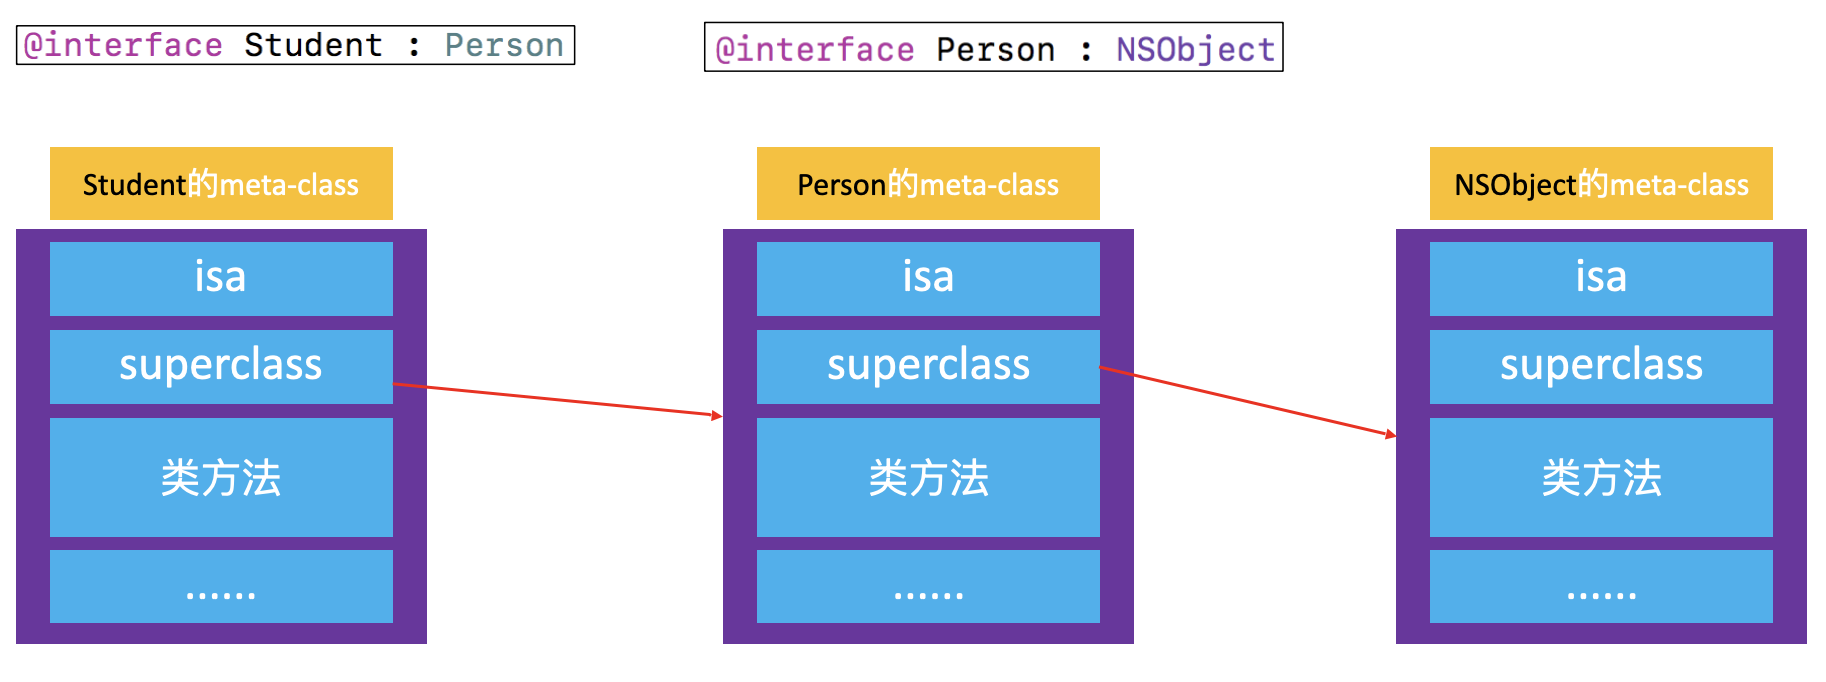 @interface Student : Person
@interface Person : NSObject
Student的meta-class
isa
superclass
类方法
......
Person的meta-class
isa
superclass
类方法
......
NSObject的meta-class
isa
superclass
类方法
......